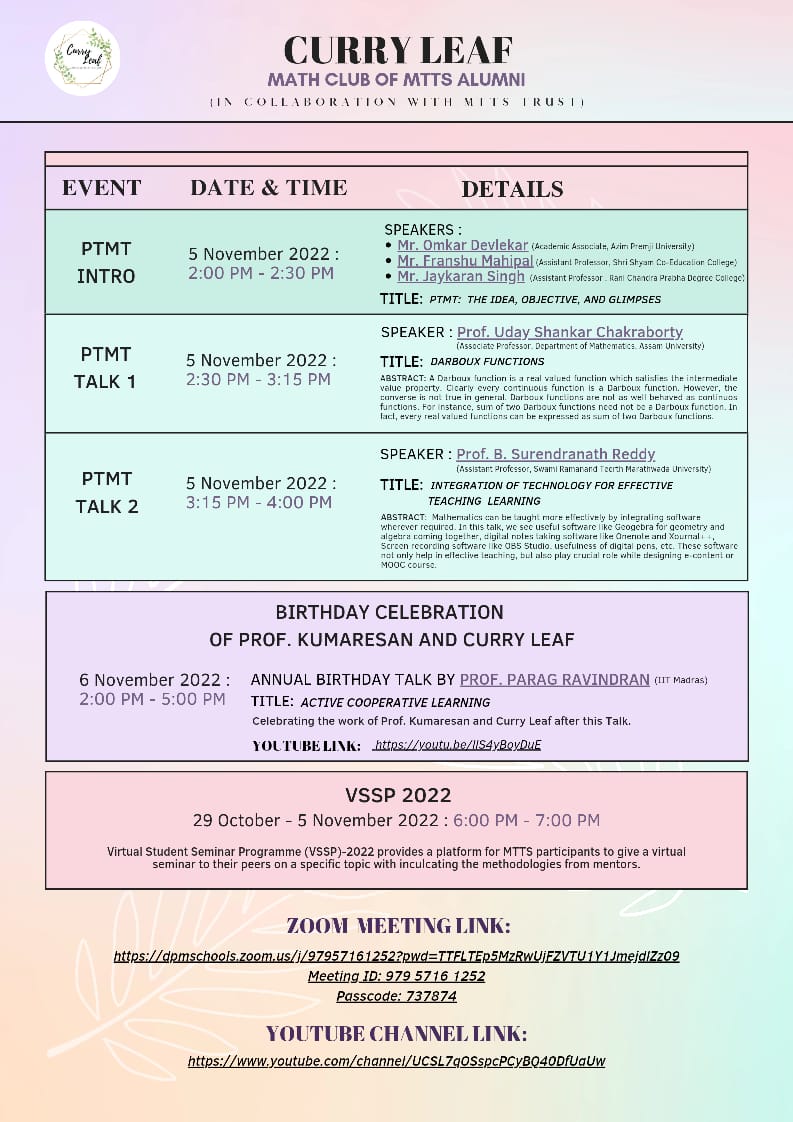 Curry
Leaf
CURRY LEAF
MATH CLUB OF MTTS ALUMNI
(IN COLLABORATION WITH MTTS TRUST)
EVENT
DATE & TIME
DETAILS
PTMT
INTRO
5 November 2022 :
2:00 PM - 2:30 PM
SPEAKERS :
• Mr. Omkar Devlekar (Academic Associate, Azim Premji University)
• Mr. Franshu Mahipal (Assistant Professor, Shri Shyam Co-Education College)
• Mr. Jaykaran Singh (Assistant Professor , Rani Chandra Prabha Degree College)
TITLE: PTMT: THE IDEA, OBJECTIVE, AND GLIMPSES
PTMT
TALK 1
5 November 2022 :
2:30 PM - 3:15 PM
SPEAKER : Prof. Uday Shankar Chakraborty
(Associate Professor, Department of Mathematics, Assam University)
TITLE: DARBOUX FUNCTIONS
ABSTRACT: A Darboux function is a real valued function which satisfies the intermediate
value property. Clearly every continuous function is a Darboux function. However, the
converse is not true in general. Darboux functions are not as well behaved as continuos
functions. For instance, sum of two Darboux functions need not be a Darboux function. In
fact, every real valued functions can be expressed as sum of two Darboux functions.
PTMT
TALK 2
5 November 2022 :
3:15 PM - 4:00 PM
SPEAKER : Prof. B. Surendranath Reddy
(Assistant Professor, Swami Ramanand Teerth Marathwada University)
TITLE: INTEGRATION OF TECHNOLOGY FOR EFFECTIVE
TEACHING LEARNING
ABSTRACT: Mathematics can be taught more effectively by integrating software
wherever required. In this talk, we see useful software like Geogebra for geometry and
algebra coming together, digital notes taking software like Onenote and Xournal++,
Screen recording software like OBS Studio, usefulness of digital pens, etc. These software
not only help in effective teaching, but also play crucial role while designing e-content or
MOOC course.
BIRTHDAY CELEBRATION
OF PROF. KUMARESAN AND CURRY LEAF
6 November 2022 :
2:00 PM - 5:00 PM
ANNUAL BIRTHDAY TALK BY PROF. PARAG RAVINDRAN (IIT Madras)
TITLE: ACTIVE COOPERATIVE LEARNING
Celebrating the work of Prof. Kumaresan and Curry Leaf after this Talk.
YOUTUBE LINK: https://youtu.be/IlS4yBoyDuE
VSSP 2022
29 October - 5 November 2022 : 6:00 PM - 7:00 PM
Virtual Student Seminar Programme (VSSP)-2022 provides a platform for MTTS participants to give a virtual
seminar to their peers on a specific topic with inculcating the methodologies from mentors.
ZOOM MEETING LINK:
https://dpmschools.zoom.us/j/97957161252?pwd=TTFLTEp5MzRwUjFZVTU1Y1JmejdIZz09
Meeting ID: 979 5716 1252
Passcode: 737874
YOUTUBE CHANNEL LINK:
https://www.youtube.com/channel/UCSL7qOSspcPCyBQ40DfUaUw